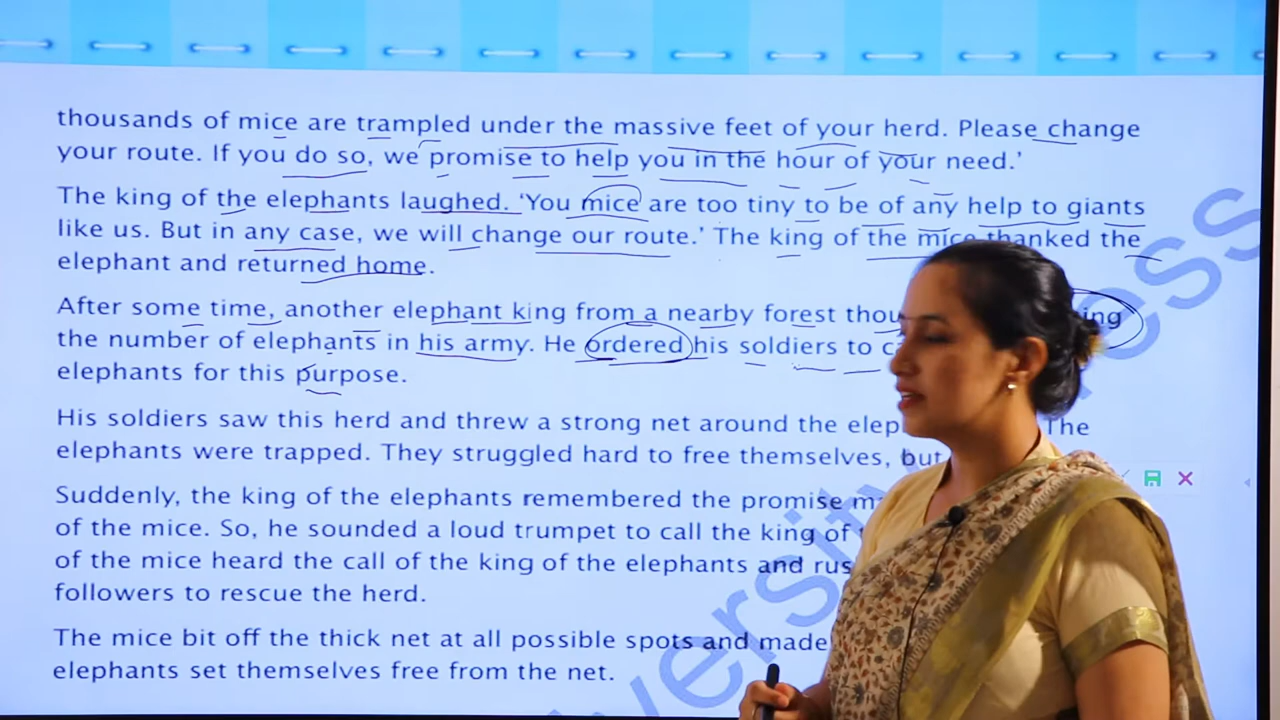 thousands of mice are trampled under the massive feet of your herd. Please change
your route. If you do so, we promise to help you in the hour of your need.’
The king of the elephants laughed. ‘You mice are too tiny to be of any help to giants
like us. But in any case, we will change our route.’ The king of the mice thanked the
elephant and returned home.
After some time, another elephant king from a nearby forest
the number of elephants in his army. He ordered his soldiers to
elephants for this purpose.
His soldiers saw this herd and threw a strong net around the The
elephants were trapped. They struggled hard to free themselves, but
Suddenly, the king of the elephants remembered the promise
of the mice. So, he sounded a loud trumpet to call the king of
of the mice heard the call of the king of the elephants and
followers to rescue the herd.
The mice bit off the thick net at all possible spots and made
elephants set themselves free from the net.